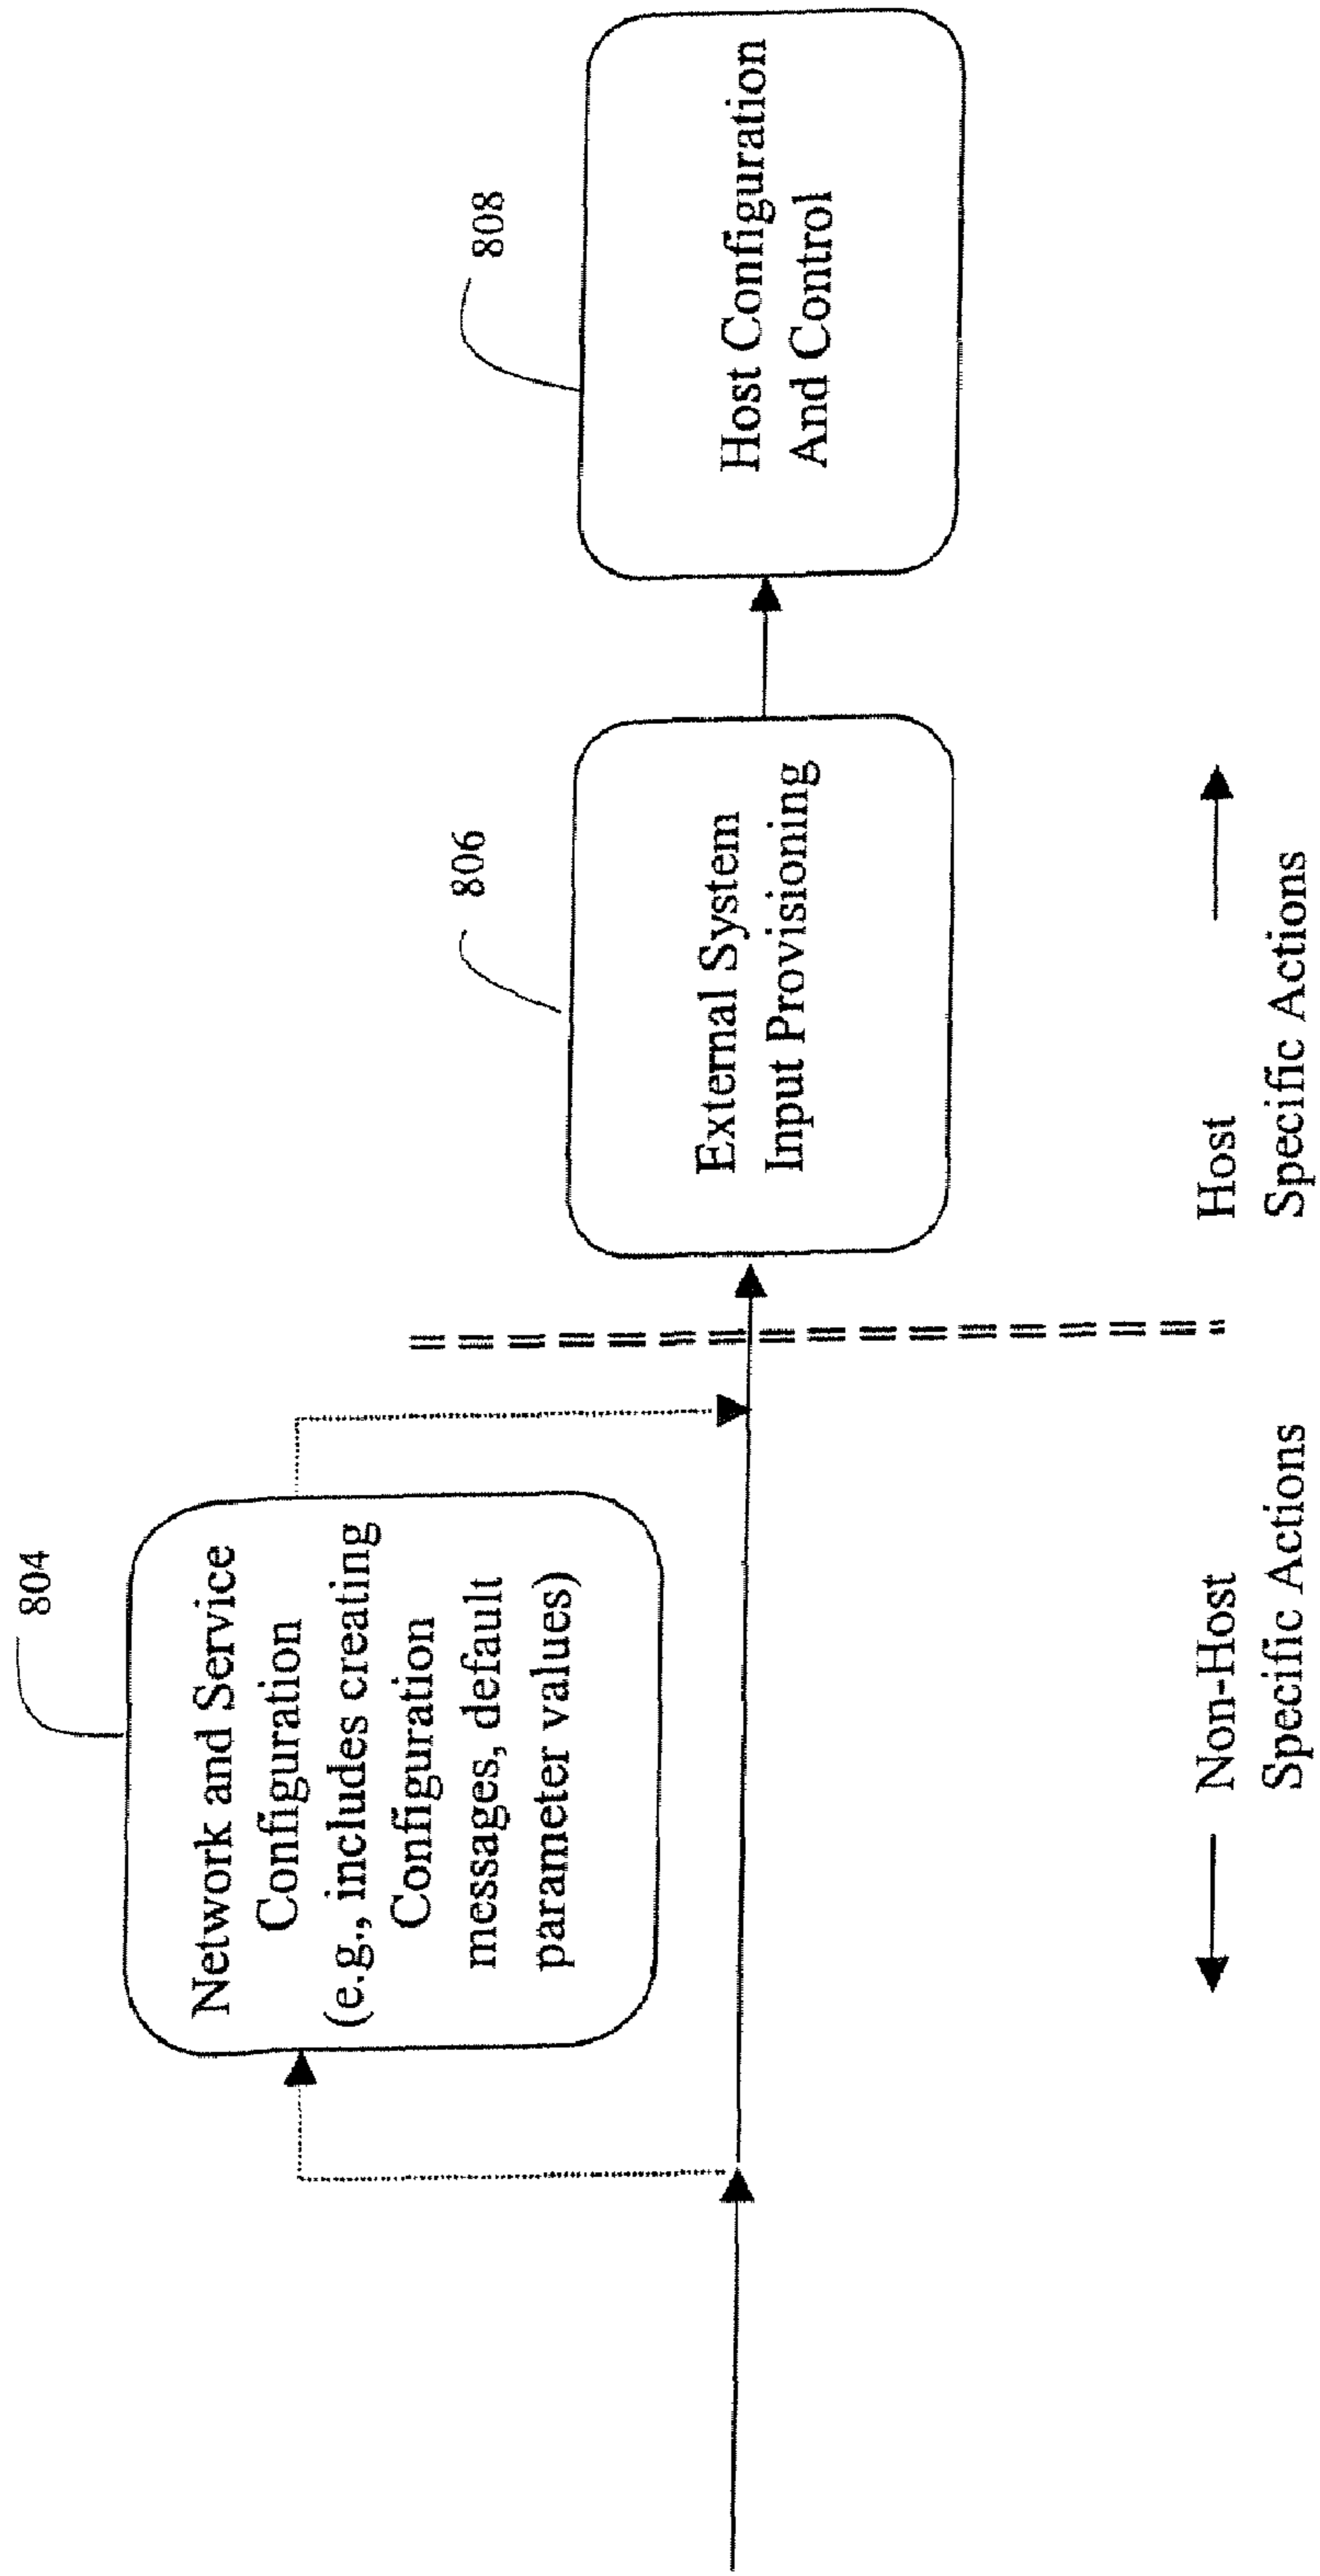 804
Network and Service
Configuration
(e.g., includes creating
Configuration
messages, default
parameter values)
806
External System
Input Provisioning
808
Host Configuration
And Control
Non-Host
Specific Actions
Host
Specific Actions